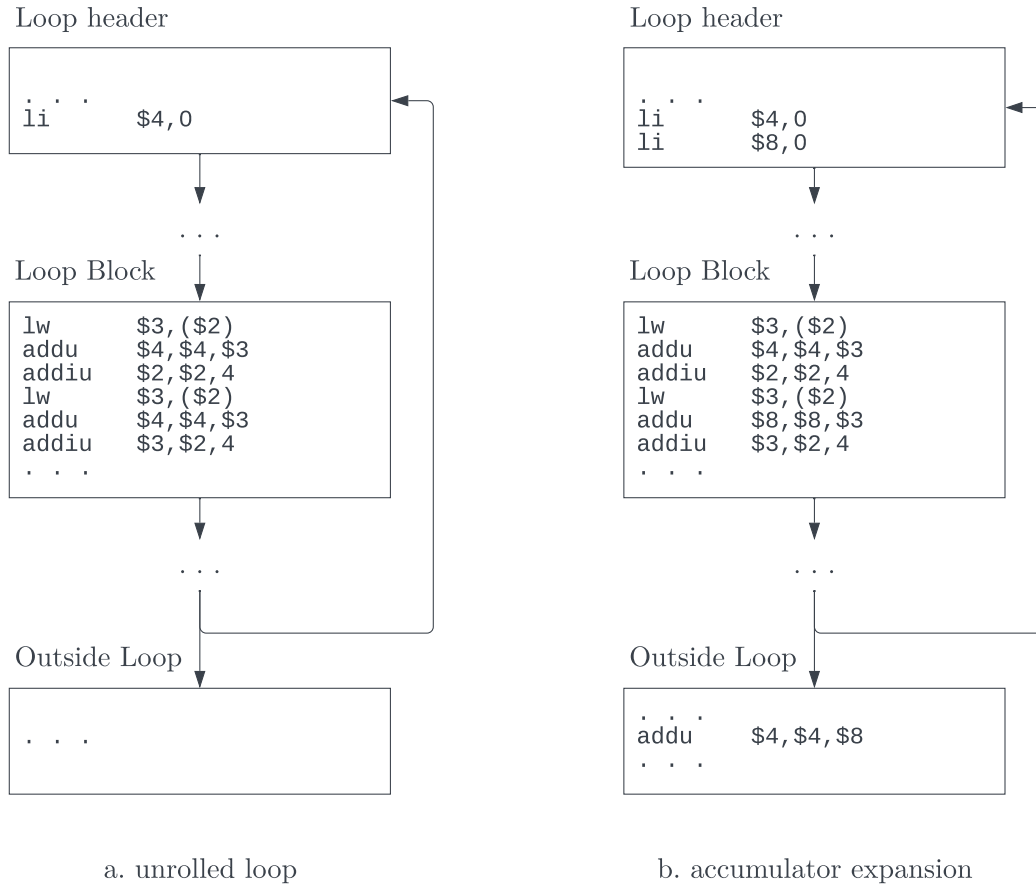 Loop header
. . .
li $4,0
. . .
Loop Block
lw $3,($2)
addu $4,$4,$3
addiu $2,$2,4
lw $3,($2)
addu $4,$4,$3
addiu $3,$2,4
. . .
. . .
Outside Loop
. . .
a. unrolled loop
Loop header
. . .
li $4,0
li $8,0
. . .
Loop Block
lw $3,($2)
addu $4,$4,$3
addiu $2,$2,4
lw $3,($2)
addu $8,$8,$3
addiu $3,$2,4
. . .
. . .
Outside Loop
. . .
addu $4,$4,$8
. . .
b. accumulator expansion